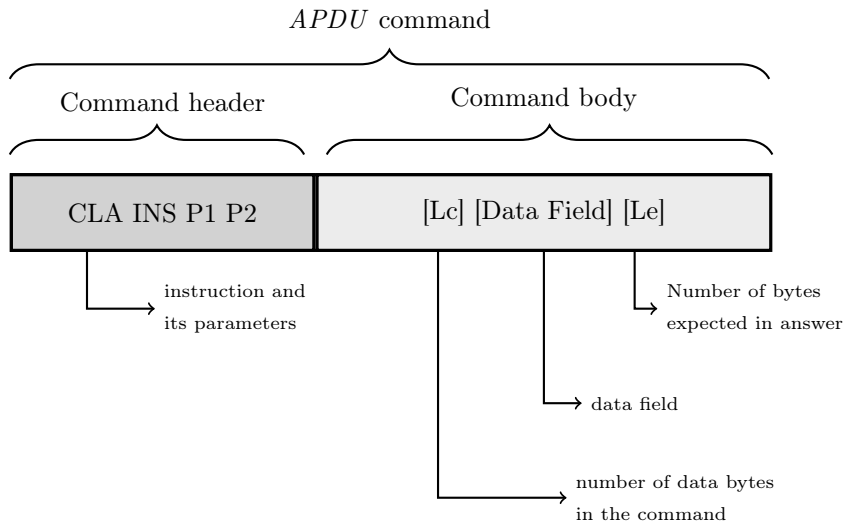 APDU command
Command header
Command body
CLA INS P1 P2
[Lc] [Data Field] [Le]
instruction and
its parameters
Number of bytes
expected in answer
data field
number of data bytes
in the command